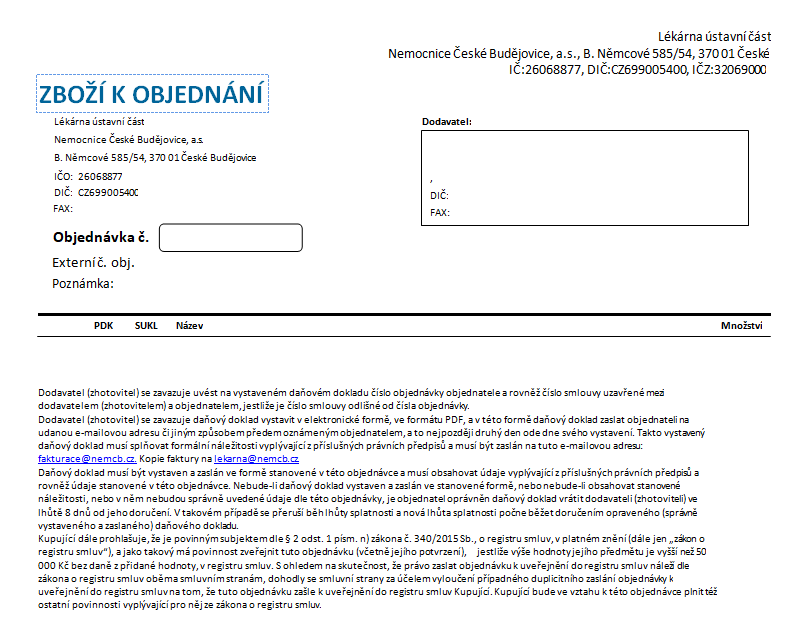 Lékárna ústavní část
Nemocnice České Budějovice, a.s., B. Němcové 585/54, 370 01 České
IČ:26068877, DIČ:CZ699005400, IČZ:32069000
ZBOŽÍ K OBJEDNÁNÍ
Lékárna ústavní část
Nemocnice České Budějovice, a.s.
B. Němcové 585/54, 370 01 České Budějovice
IČO: 26068877
DIČ: CZ699005400
FAX:
Dodavatel:
,
DIČ:
FAX:
Objednávka č.
Externí č. obj.
Poznámka:
PDK SUKL Název Množství
Dodavatel (zhotovitel) se zavazuje uvést na vystaveném daňovém dokladu číslo objednávky objednatele a rovněž číslo smlouvy uzavřené mezi
dodavatelem (zhotovitelem) a objednatelem, jestliže je číslo smlouvy odlišné od čísla objednávky.
Dodavatel (zhotovitel) se zavazuje daňový doklad vystavit v elektronické formě, ve formátu PDF, a v této formě daňový doklad zaslat objednateli na
udanou e-mailovou adresu či jiným způsobem předem oznámeným objednatelem, a to nejpozději druhý den ode dne svého vystavení. Takto vystavený
daňový doklad musí splňovat formální náležitosti vyplývající z příslušných právních předpisů a musí být zaslán na tuto e-mailovou adresu:
fakturace@nemcb.cz. Kopie faktury na lekarna@nemcb.cz
Daňový doklad musí být vystaven a zaslán ve formě stanovené v této objednávce a musí obsahovat údaje vyplývající z příslušných právních předpisů a
rovněž údaje stanovené v této objednávce. Nebude-li daňový doklad vystaven a zaslán ve stanovené formě, nebo nebude-li obsahovat stanovené
náležitosti, nebo v něm nebudou správně uvedené údaje dle této objednávky, je objednatel oprávněn daňový doklad vrátit dodavateli (zhotoviteli) ve
lhůtě 8 dnů od jeho doručení. V takovém případě se přeruší běh lhůty splatnosti a nová lhůta splatnosti počne běžet doručením opraveného (správně
vystaveného a zaslaného) daňového dokladu.
Kupující dále prohlašuje, že je povinným subjektem dle § 2 odst. 1 písm. n) zákona č. 340/2015 Sb., o registru smluv, v platném znění (dále jen „zákon o
registru smluv“), a jako takový má povinnost zveřejnit tuto objednávku (včetně jejího potvrzení), jestliže výše hodnoty jejího předmětu je vyšší než 50
000 Kč bez daně z přidané hodnoty, v registru smluv. S ohledem na skutečnost, že právo zaslat objednávku k uveřejnění do registru smluv náleží dle
zákona o registru smluv oběma smluvním stranám, dohodly se smluvní strany za účelem vyloučení případného duplicitního zaslání objednávky k
uveřejnění do registru smluv na tom, že tuto objednávku zašle k uveřejnění do registru smluv Kupující. Kupující bude ve vztahu k této objednávce plnit též
ostatní povinnosti vyplývající pro něj ze zákona o registru smluv.